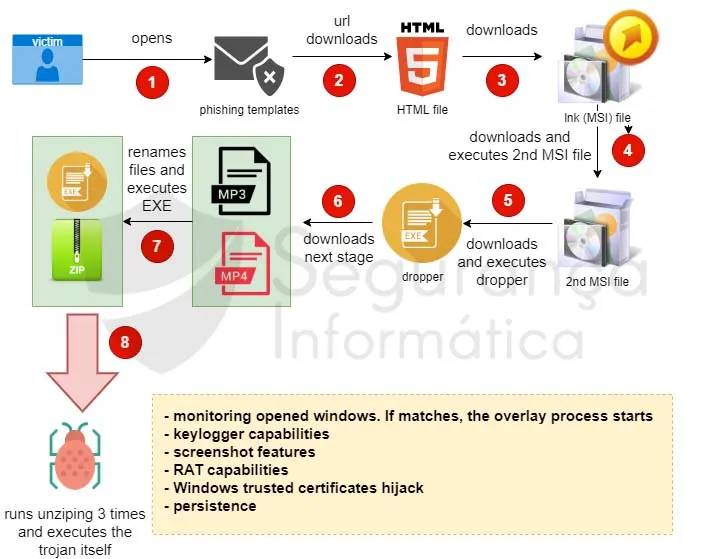 victim
opens
1
phishing templates
url
downloads
2
HTML
5
HTML file
downloads
3
lnk (MSI) file
downloads and
executes 2nd MSI file
4
2nd MSI file
5
downloads
and executes
dropper
EXE
dropper
6
downloads
next stage
MP3
MP4
renames
files and
executes
EXE
7
EXE
ZIP
8
runs unziping 3 times
and executes the
trojan itself
- monitoring opened windows. If matches, the overlay process starts
- keylogger capabilities
- screenshot features
- RAT capabilities
- Windows trusted certificates hijack
- persistence
Segurança
Informática